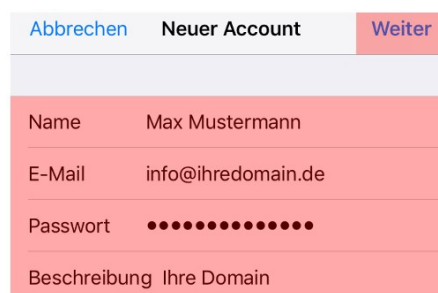 Abbrechen Neuer Account Weiter
Name Max Mustermann
E-Mail info@ihredomain.de
Passwort ●●●●●●●●●●●●●●
Beschreibung Ihre Domain